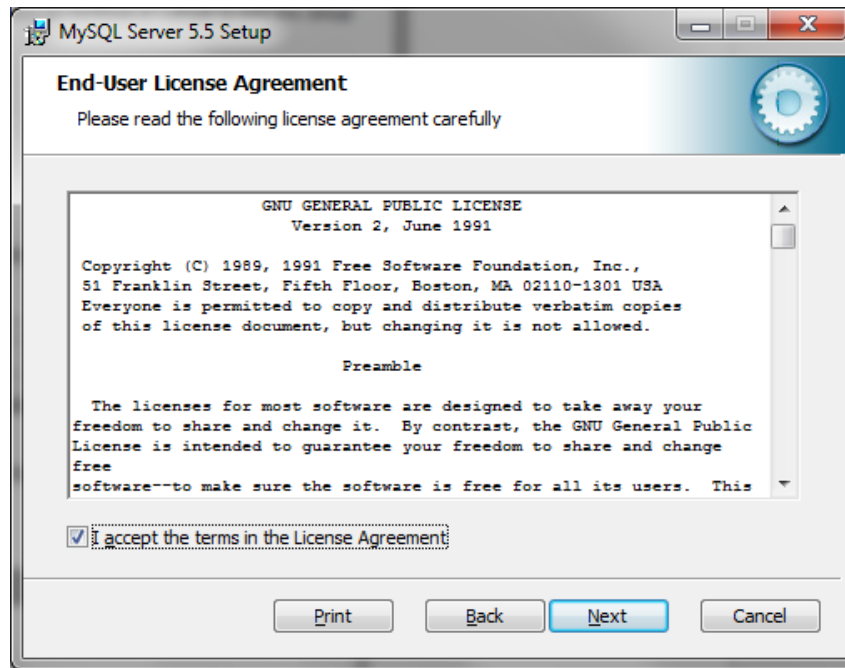 MySQL Server 5.5 Setup
End-User License Agreement
Please read the following license agreement carefully
GNU GENERAL PUBLIC LICENSE
Version 2, June 1991
Copyright (C) 1989, 1991 Free Software Foundation, Inc.,
51 Franklin Street, Fifth Floor, Boston, MA 02110-1301 USA
Everyone is permitted to copy and distribute verbatim copies
of this license document, but changing it is not allowed.
Preamble
The licenses for most software are designed to take away your
freedom to share and change it.  By contrast, the GNU General Public
License is intended to guarantee your freedom to share and change
free
software--to make sure the software is free for all its users.  This
I accept the terms in the License Agreement
Print Back Next Cancel